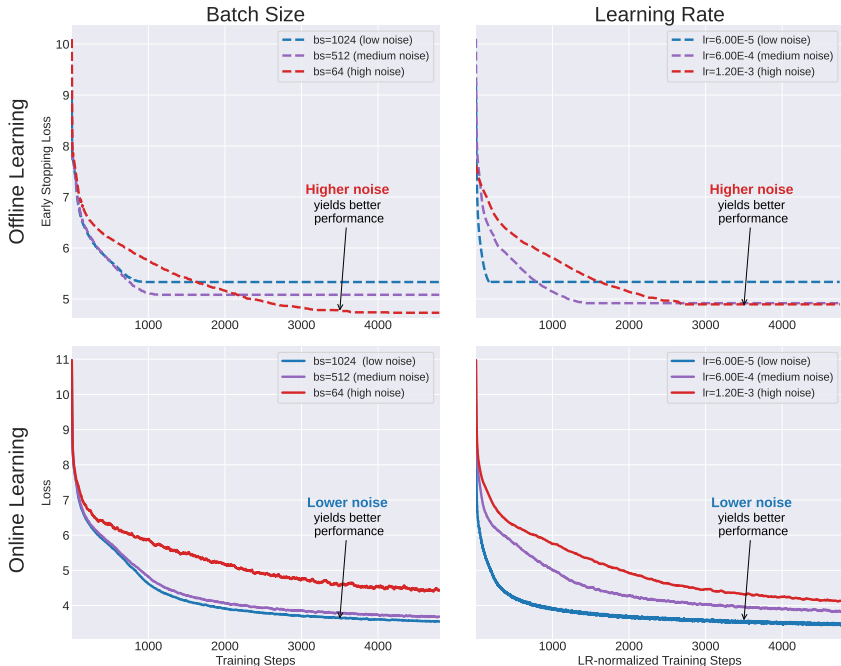 Batch Size
Learning Rate
Offline Learning
Early Stopping Loss
10
9
8
7
6
5
bs=1024 (low noise)
bs=512 (medium noise)
bs=64 (high noise)
Higher noise
yields better
performance
1000
2000
3000
4000
lr=6.00E-5 (low noise)
lr=6.00E-4 (medium noise)
lr=1.20E-3 (high noise)
Higher noise
yields better
performance
1000
2000
3000
4000
Online Learning
Loss
11
10
9
8
7
6
5
4
bs=1024 (low noise)
bs=512 (medium noise)
bs=64 (high noise)
Lower noise
yields better
performance
1000
2000
3000
4000
Training Steps
lr=6.00E-5 (low noise)
lr=6.00E-4 (medium noise)
lr=1.20E-3 (high noise)
Lower noise
yields better
performance
1000
2000
3000
4000
LR-normalized Training Steps